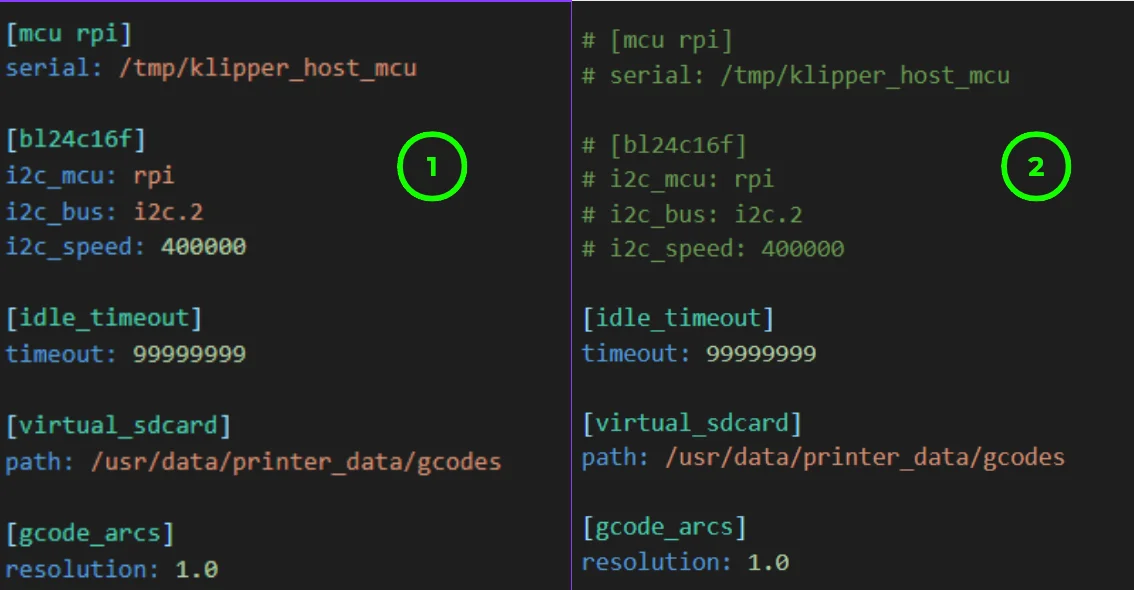 [mcu rpi]
serial: /tmp/klipper_host_mcu
[bl24c16f]
i2c_mcu: rpi
i2c_bus: i2c.2
i2c_speed: 400000
[idle_timeout]
timeout: 99999999
[virtual_sdcard]
path: /usr/data/printer_data/gcodes
[gcode_arcs]
resolution: 1.0
1
# [mcu rpi]
# serial: /tmp/klipper_host_mcu
# [bl24c16f]
# i2c_mcu: rpi
# i2c_bus: i2c.2
# i2c_speed: 400000
[idle_timeout]
timeout: 99999999
[virtual_sdcard]
path: /usr/data/printer_data/gcodes
[gcode_arcs]
resolution: 1.0
2